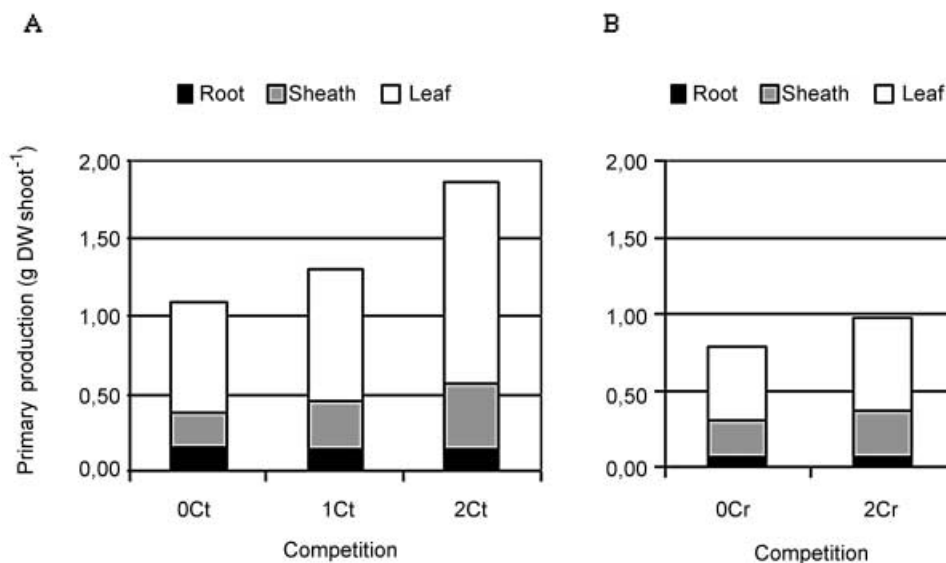 A
Root Sheath Leaf
Primary production (g DW shoot⁻¹)
2,00
1,50
1,00
0,50
0,00
0Ct 1Ct 2Ct
Competition
B
Root Sheath Leaf
2,00
1,50
1,00
0,50
0,00
0Cr 2Cr
Competition